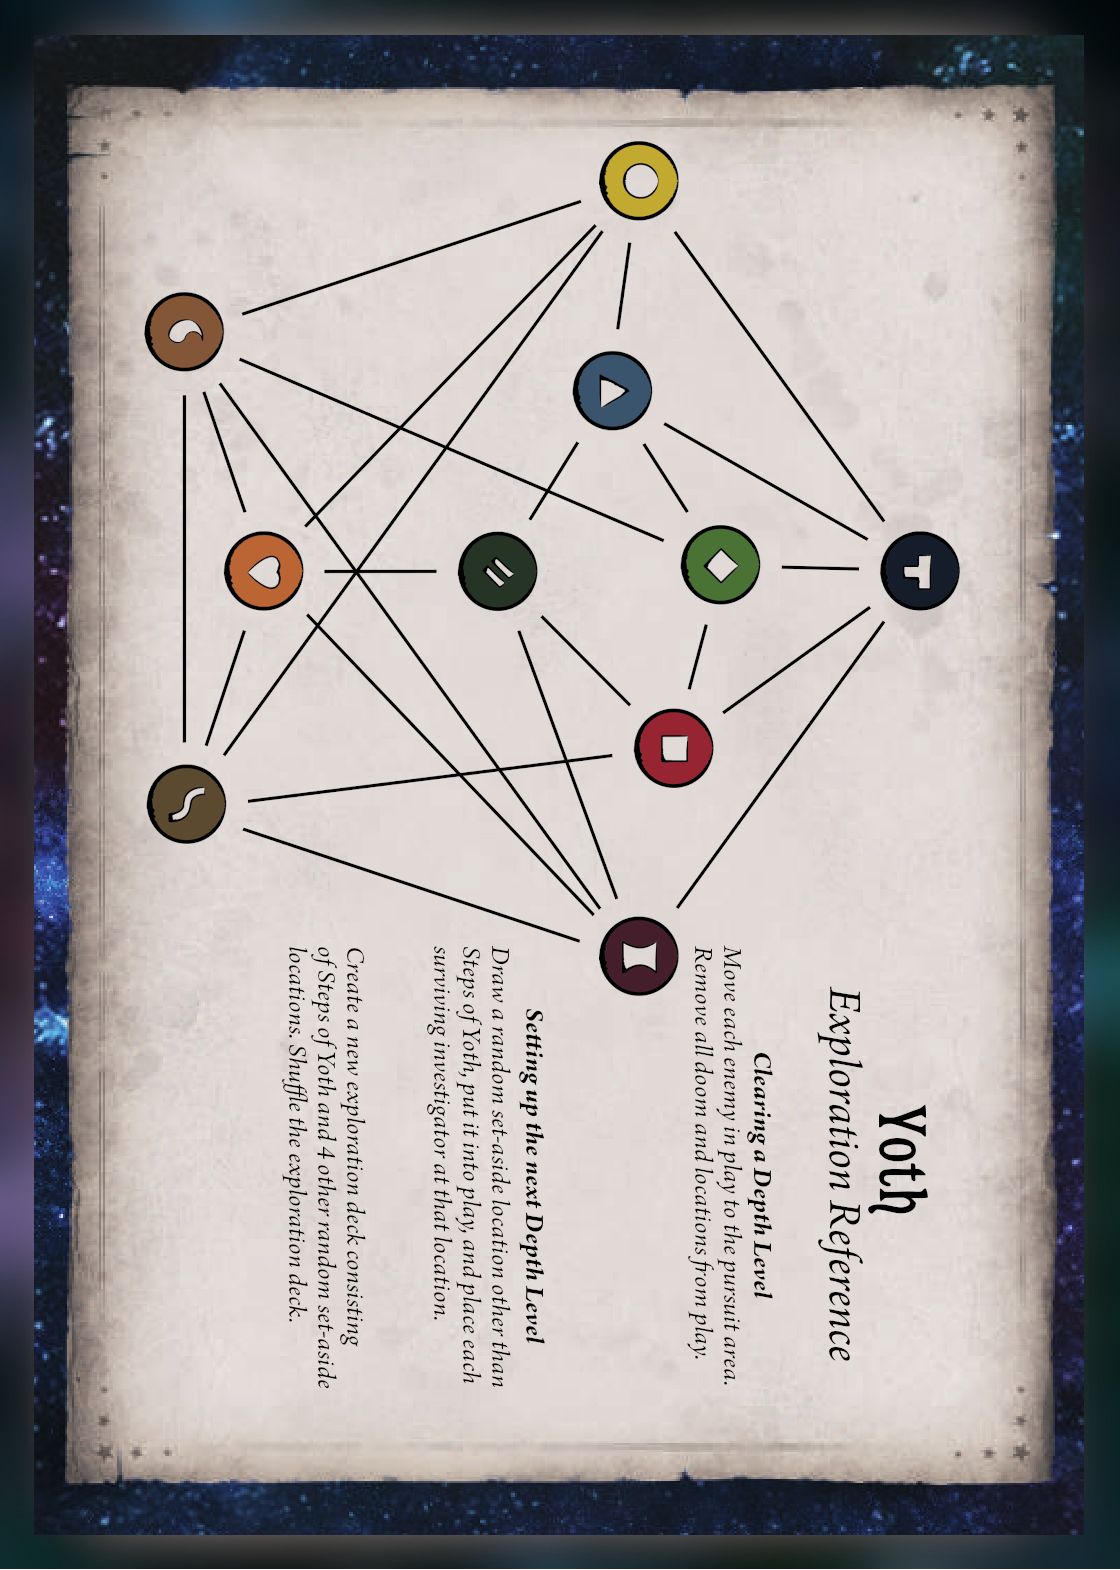 Yoth
Exploration Reference
Clearing a Depth Level
Move each enemy in play to the pursuit area.
Remove all doom and locations from play.
Setting up the next Depth Level
Draw a random set-aside location other than
Steps of Yoth, put it into play, and place each
surviving investigator at that location.
Create a new exploration deck consisting
of Steps of Yoth and 4 other random set-aside
locations. Shuffle the exploration deck.